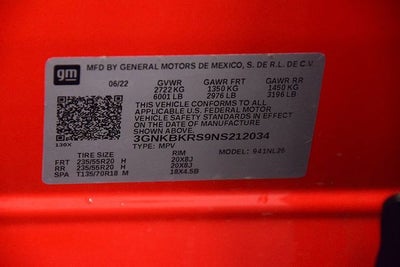 gm
MFD BY GENERAL MOTORS DE MEXICO, S. DE R.L. DE C.V.
06/22 GVWR GAWR FRT GAWR RR
2722 KG 1350 KG 1450 KG
6001 LB 2976 LB 3196 LB
THIS VEHICLE CONFORMS TO ALL
APPLICABLE U.S. FEDERAL MOTOR
VEHICLE SAFETY STANDARDS IN EFFECT
ON THE DATE OF MANUFACTURE SHOWN ABOVE.
136X 3GNKBKRS9NS212034
TYPE: MPV MODEL: 941NL26
TIRE SIZE RIM
FRT 235/55R20 H 20X8J
RR 235/55R20 H 20X8J
SPA T135/70R18 M 18X4.5B